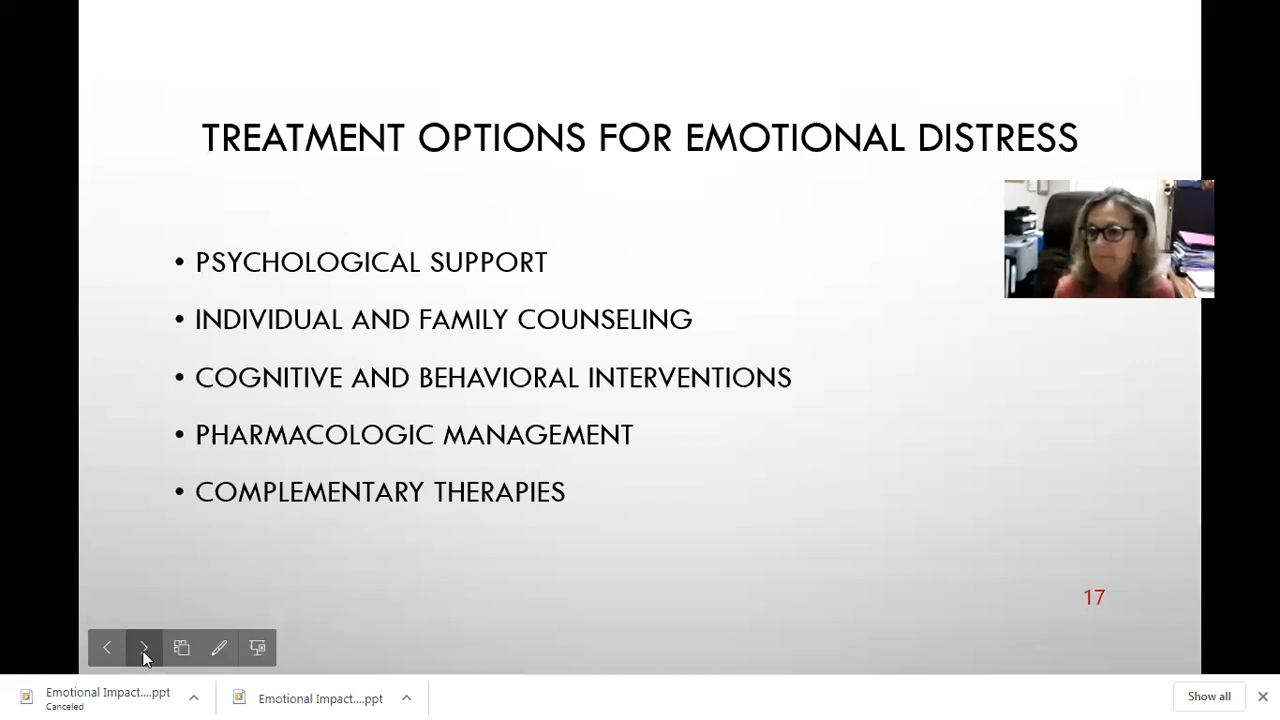 TREATMENT OPTIONS FOR EMOTIONAL DISTRESS
• PSYCHOLOGICAL SUPPORT
• INDIVIDUAL AND FAMILY COUNSELING
• COGNITIVE AND BEHAVIORAL INTERVENTIONS
• PHARMACOLOGIC MANAGEMENT
• COMPLEMENTARY THERAPIES
17
Emotional Impact....ppt
Canceled
Emotional Impact....ppt
Show all